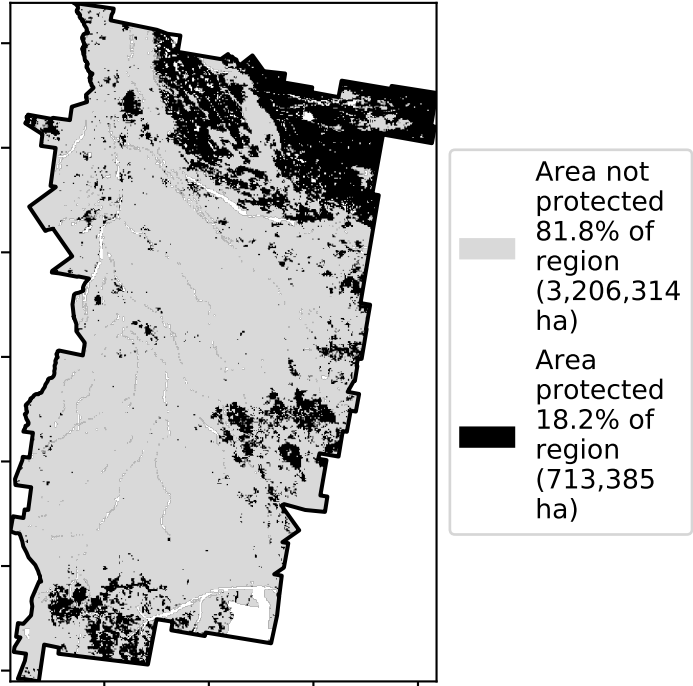 Area not
protected
81.8% of
region
(3,206,314
ha)
Area
protected
18.2% of
region
(713,385
ha)